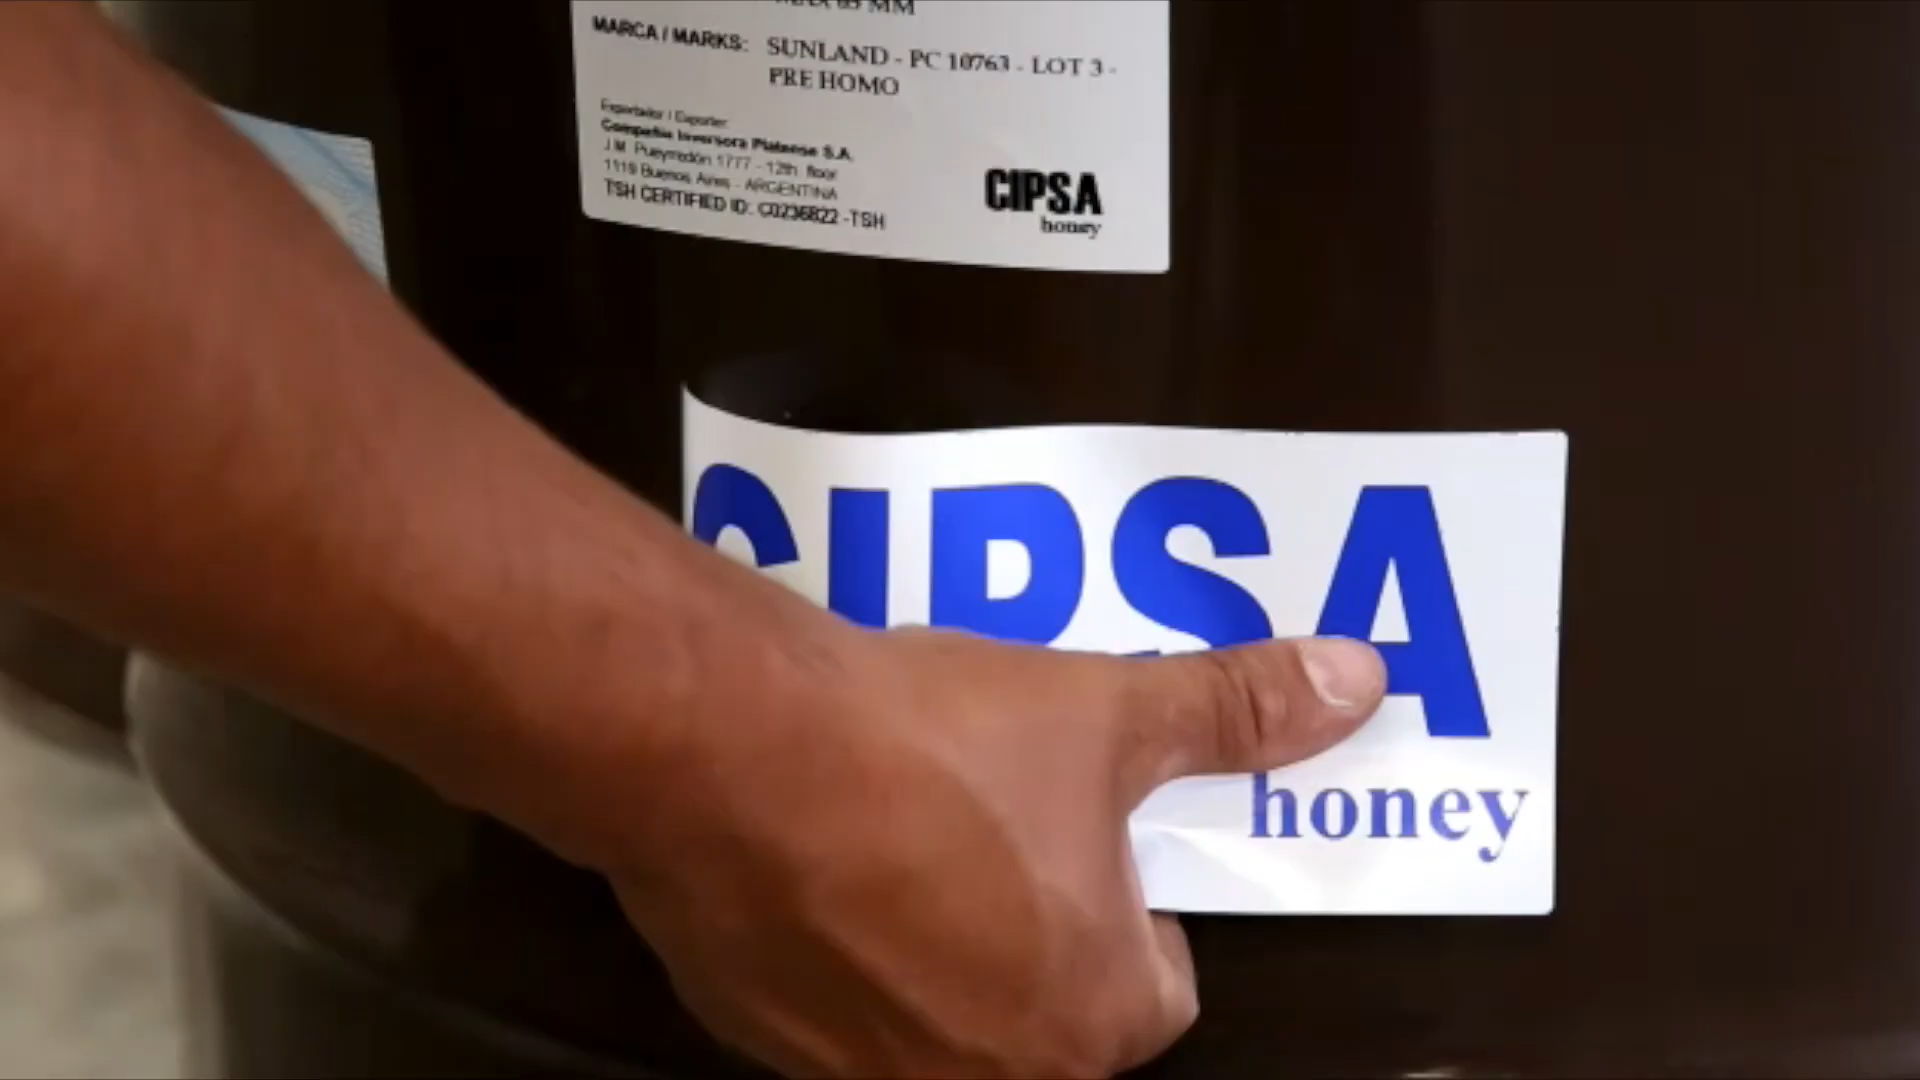 MAX 65 MM
MARCA / MARKS: SUNLAND - PC 10763 - LOT 3 -
PRE HOMO
Exportador / Exporter:
Compañía Inversora Platense S.A.
J.M. Pueyrredón 1777 - 12th. floor
1119 Buenos Aires - ARGENTINA
TSH CERTIFIED ID: C0236822 -TSH
CIPSA
honey
CIPSA
honey